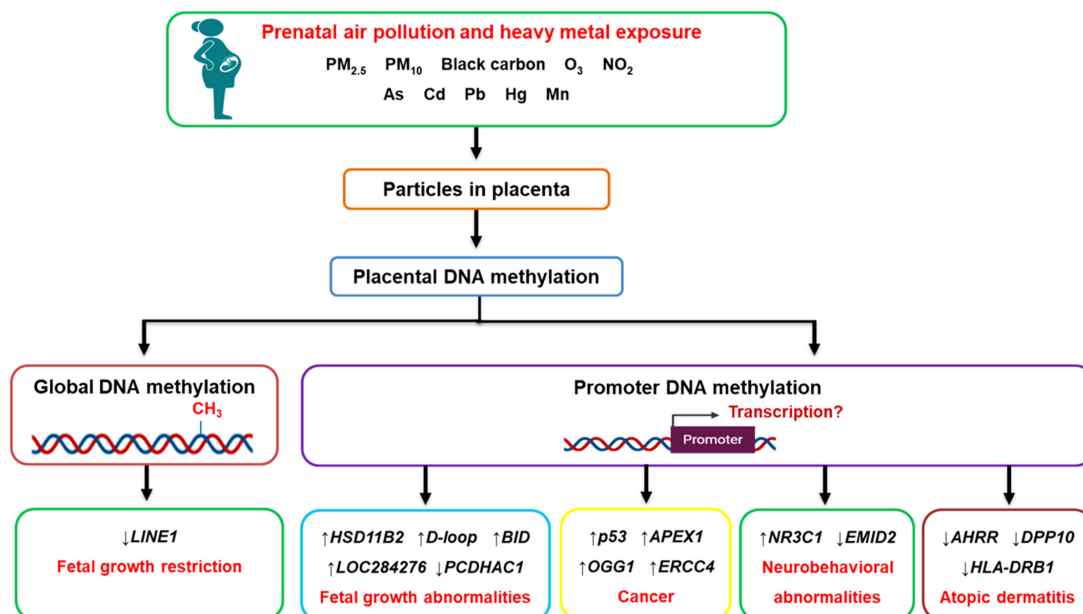 Prenatal air pollution and heavy metal exposure
PM2.5 PM10 Black carbon O3 NO2
As Cd Pb Hg Mn
Particles in placenta
Placental DNA methylation
Global DNA methylation
CH3
Promoter DNA methylation
Transcription?
Promoter
↓LINE1
Fetal growth restriction
↑HSD11B2 ↑D-loop ↑BID
↑LOC284276 ↓PCDHAC1
Fetal growth abnormalities
↑p53 ↑APEX1
↑OGG1 ↑ERCC4
Cancer
↑NR3C1 ↓EMID2
Neurobehavioral
abnormalities
↓AHRR ↓DPP10
↓HLA-DRB1
Atopic dermatitis